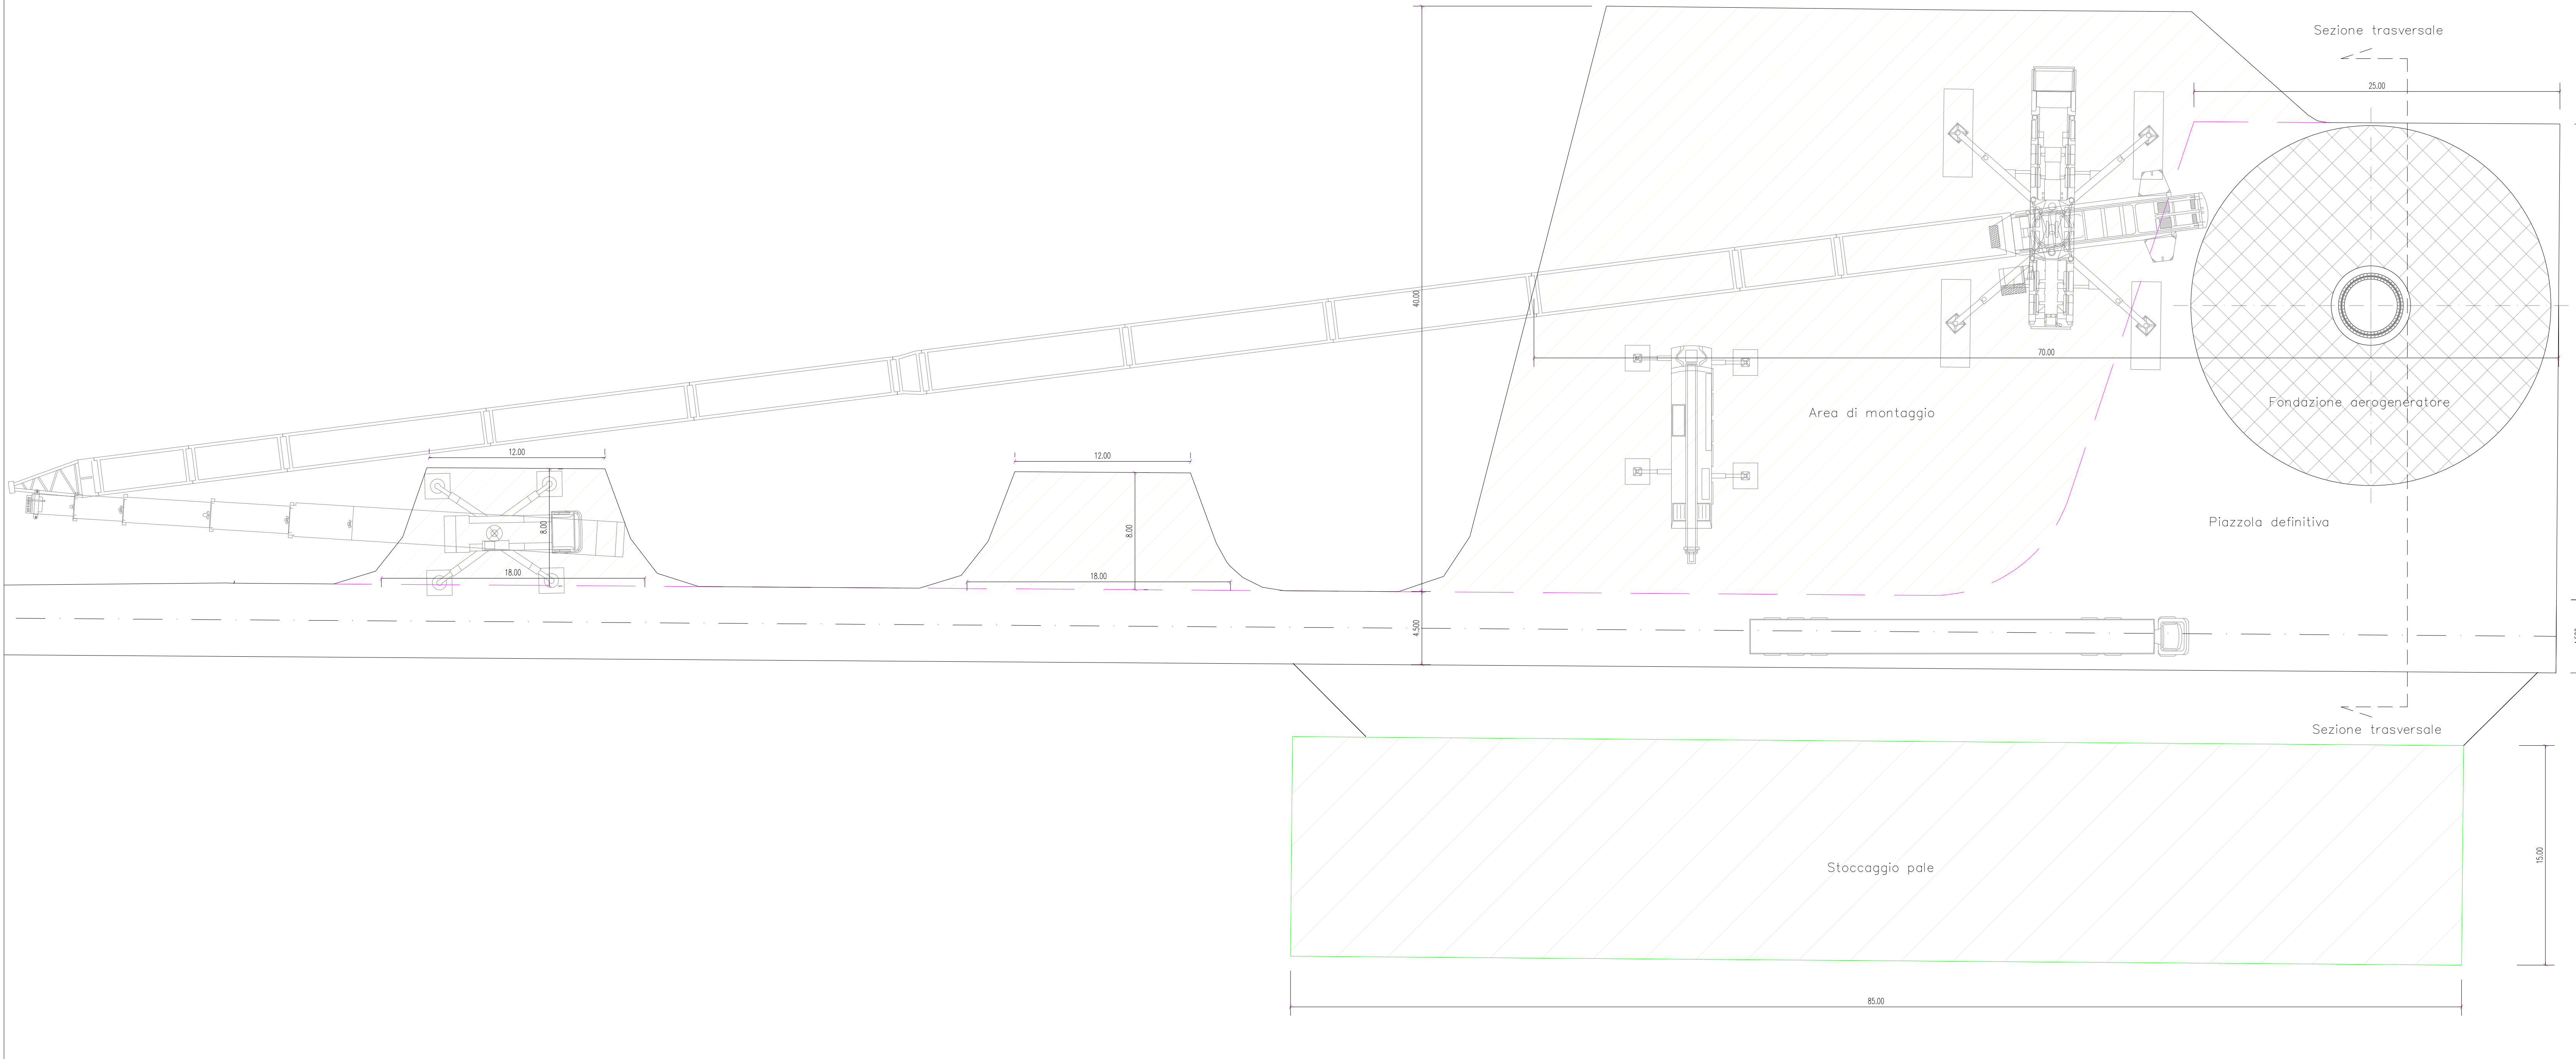 Sezione trasversale
25.00
40.00
70.00
Area di montaggio
Fondazione aerogeneratore
12.00
12.00
8.00
8.00
Piazzola definitiva
18.00
18.00
4.500
Sezione trasversale
Stoccaggio pale
15.00
85.00